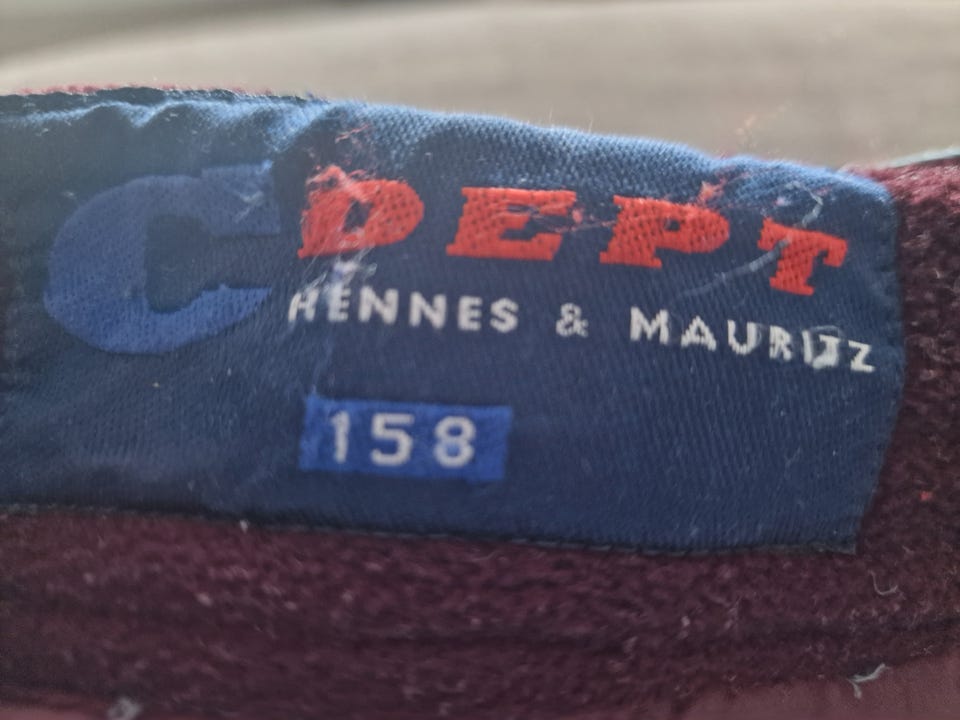 C DEPT
HENNES & MAURITZ
158